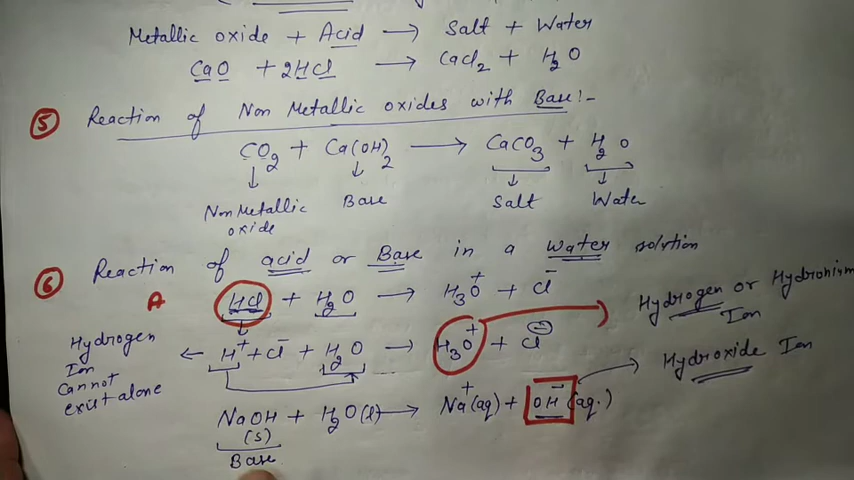 Metallic oxide + Acid → Salt + Water
CaO + 2HCl → CaCl2 + H2O
5 Reaction of Non Metallic oxides with Base:-
CO2 + Ca(OH)2 → CaCO3 + H2O
Non Metallic oxide Base Salt Water
6 Reaction of acid or Base in a water solution
A HCl + H2O → H3O+ + Cl-
Hydrogen or Hydronium Ion
Hydrogen Ion cannot exist alone ← H+ + Cl- + H2O → H3O+ + Cl-
Hydroxide Ion
NaOH (s) + H2O(l) → Na+(aq) + OH-(aq.)
Base